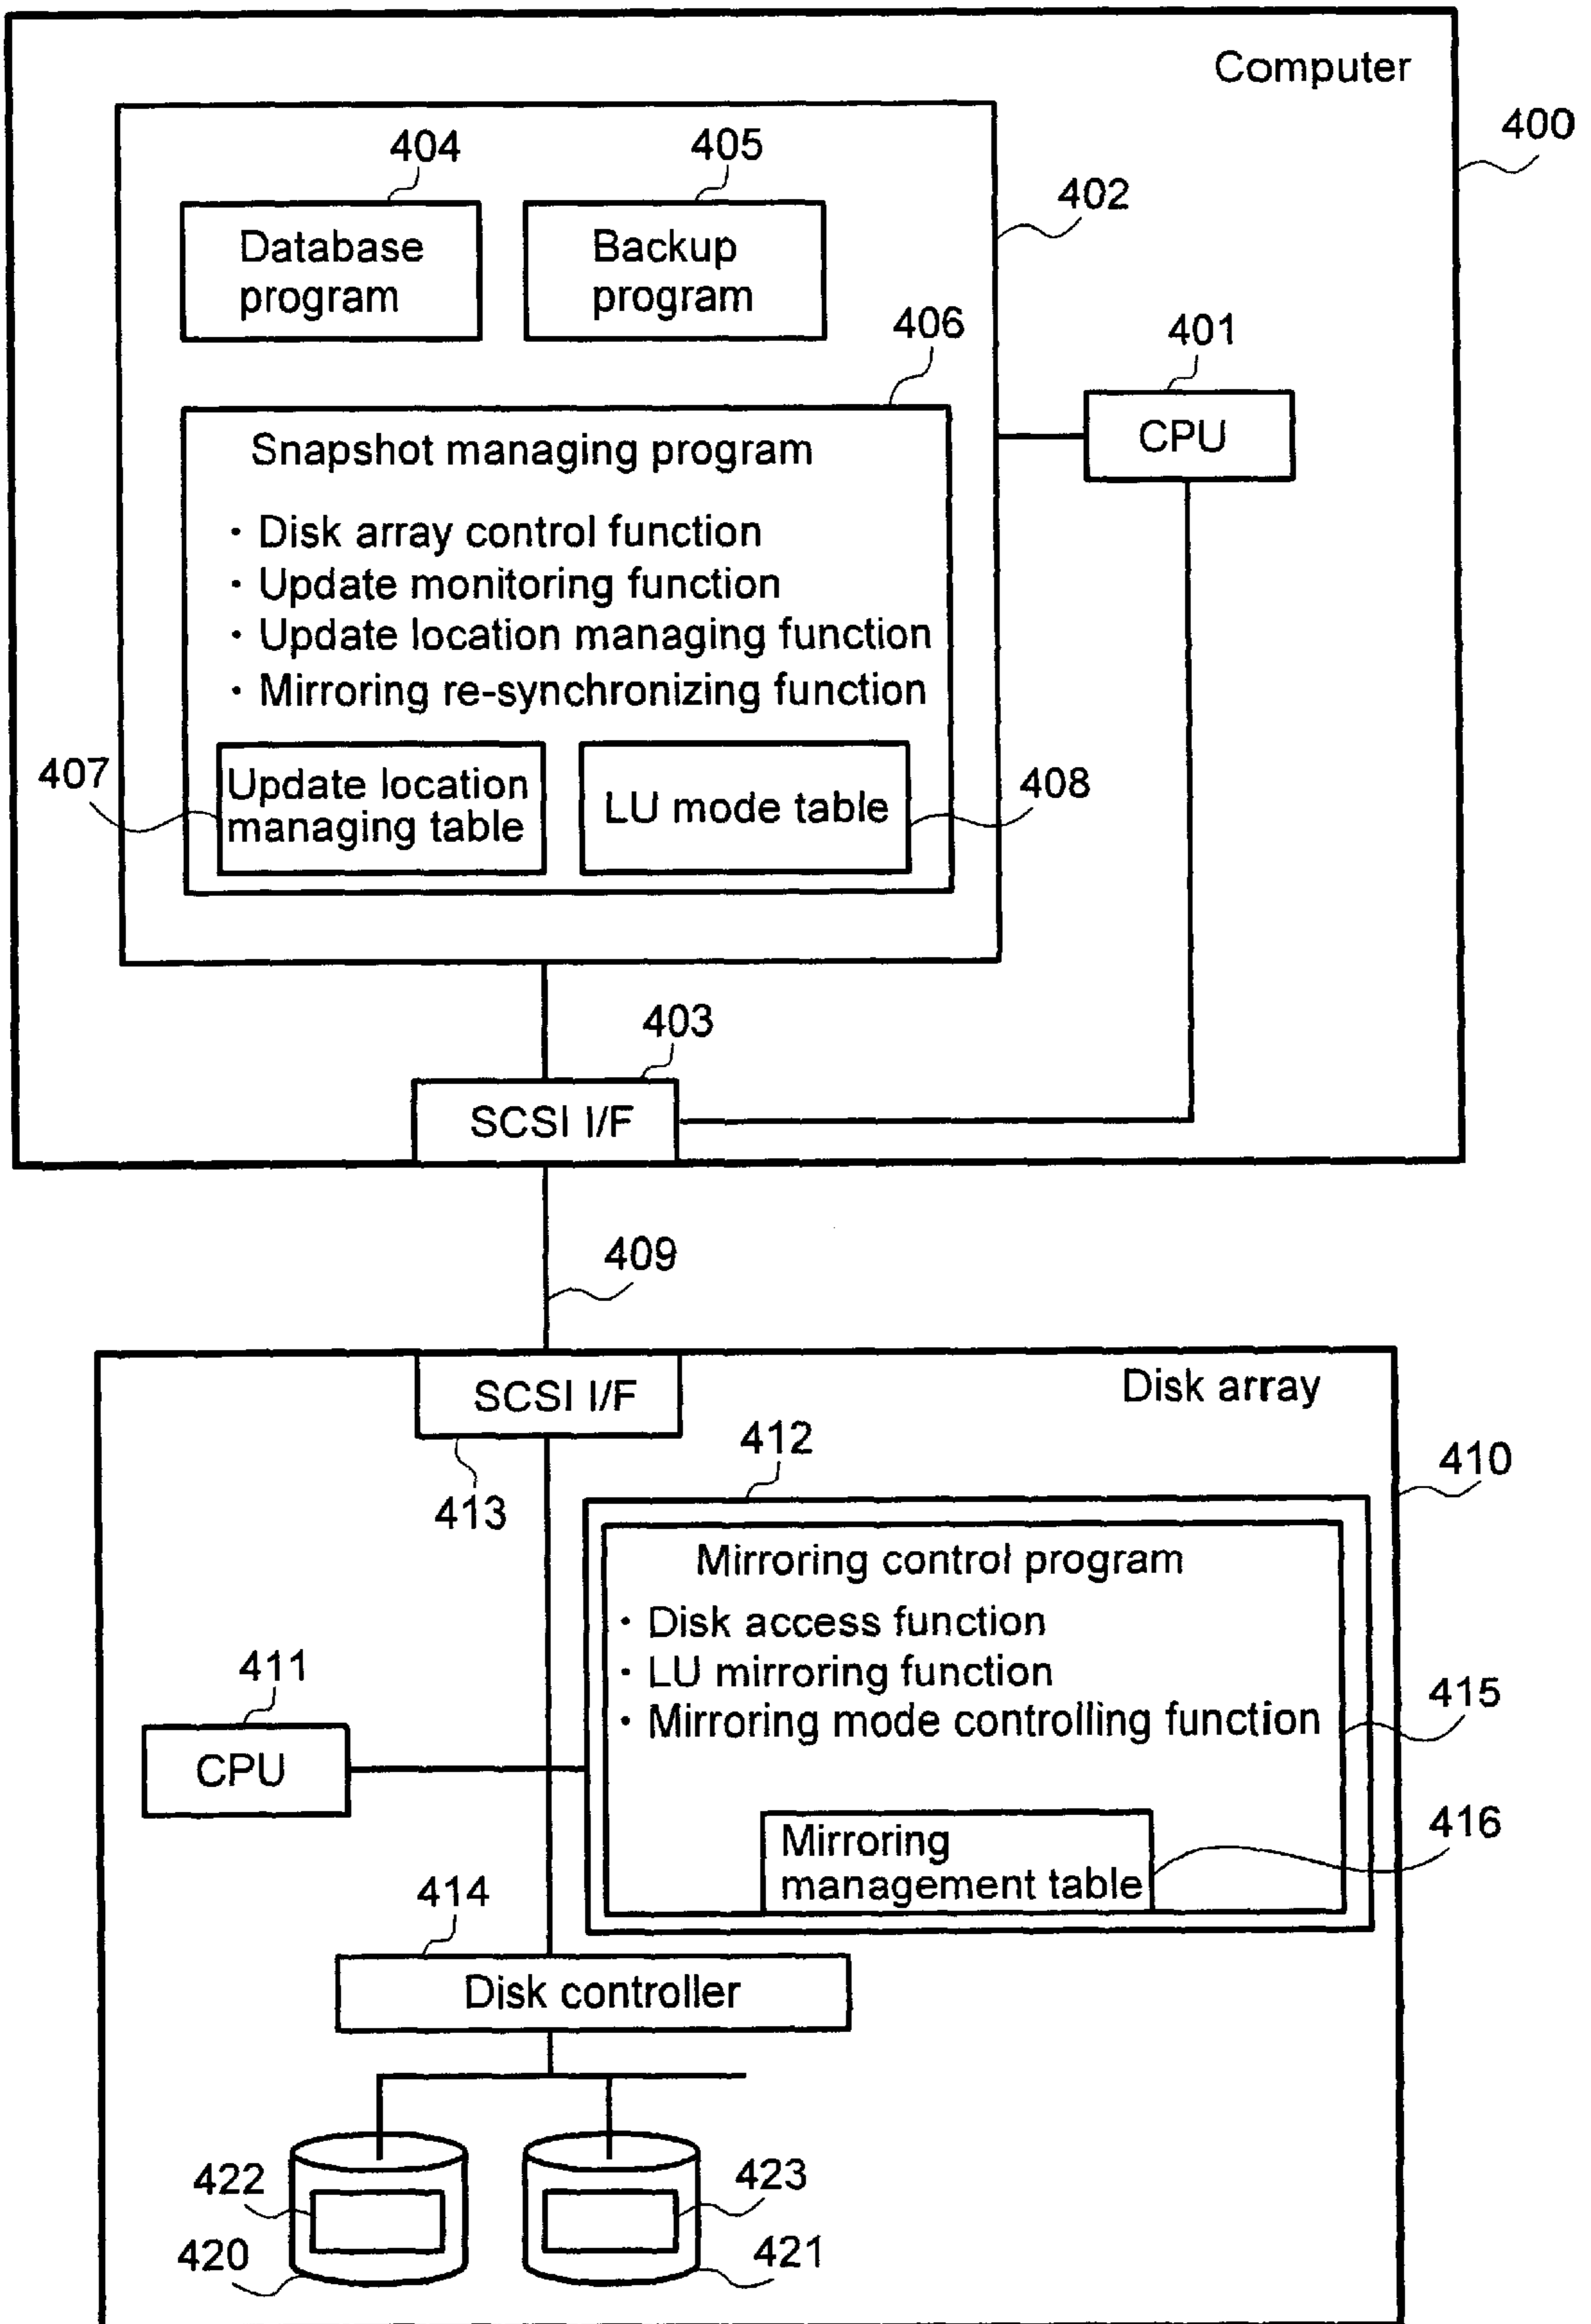 Computer
400
404
405
402
Database
program
Backup
program
406
401
CPU
Snapshot managing program
· Disk array control function
· Update monitoring function
· Update location managing function
· Mirroring re-synchronizing function
407
Update location
managing table
LU mode table
408
403
SCSI I/F
409
SCSI I/F
Disk array
412
410
413
Mirroring control program
· Disk access function
· LU mirroring function
· Mirroring mode controlling function
411
415
CPU
416
Mirroring
management table
414
Disk controller
422
423
420
421